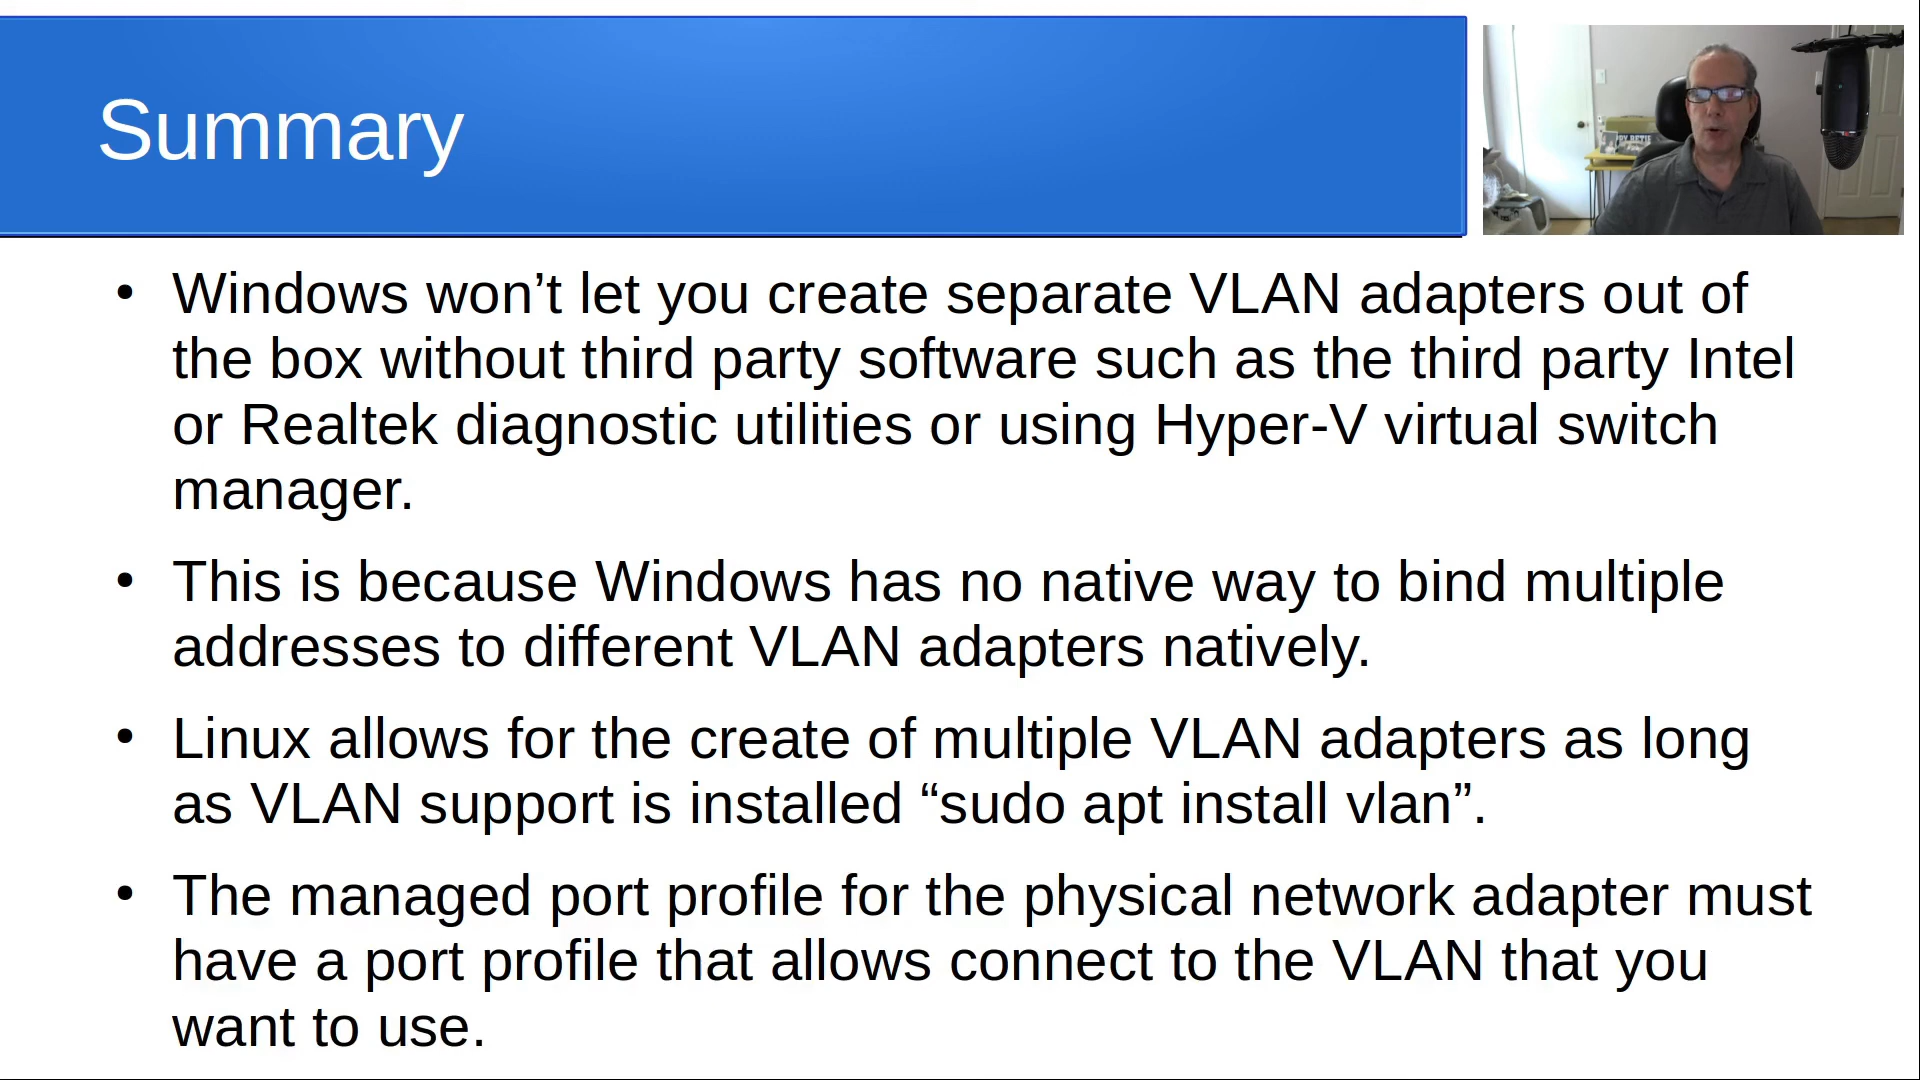 Summary
• Windows won’t let you create separate VLAN adapters out of
the box without third party software such as the third party Intel
or Realtek diagnostic utilities or using Hyper-V virtual switch
manager.
• This is because Windows has no native way to bind multiple
addresses to different VLAN adapters natively.
• Linux allows for the create of multiple VLAN adapters as long
as VLAN support is installed “sudo apt install vlan”.
• The managed port profile for the physical network adapter must
have a port profile that allows connect to the VLAN that you
want to use.